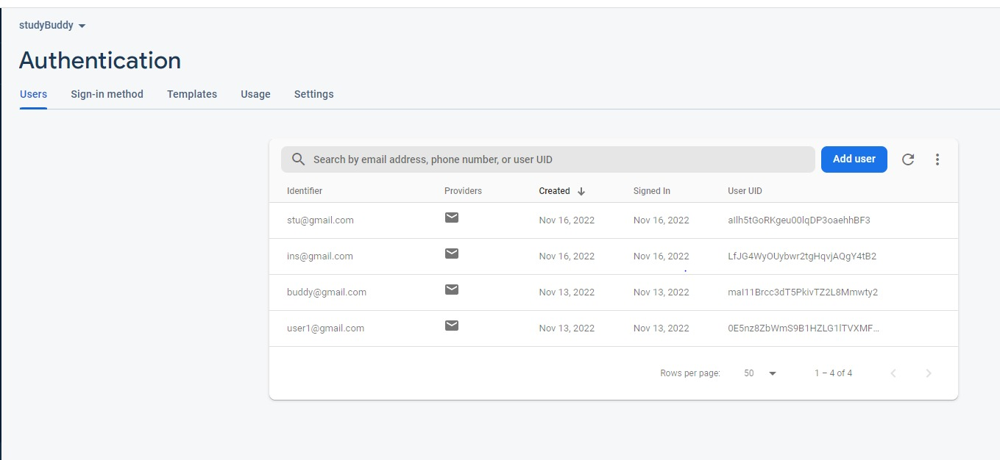 studyBuddy
Authentication
Users Sign-in method Templates Usage Settings
Search by email address, phone number, or user UID Add user
Identifier Providers Created Signed In User UID
stu@gmail.com Nov 16, 2022 Nov 16, 2022 aIlh5tGoRKgeu00lqDP3oaehhBF3
ins@gmail.com Nov 16, 2022 Nov 16, 2022 LfJG4WyOUybwr2tgHqvjAQgY4tB2
buddy@gmail.com Nov 13, 2022 Nov 13, 2022 maI11Brcc3dT5PkivTZ2L8Mmwty2
user1@gmail.com Nov 13, 2022 Nov 13, 2022 0E5nz8ZbWmS9B1HZLG1lTVXMF...
Rows per page: 50 1 – 4 of 4